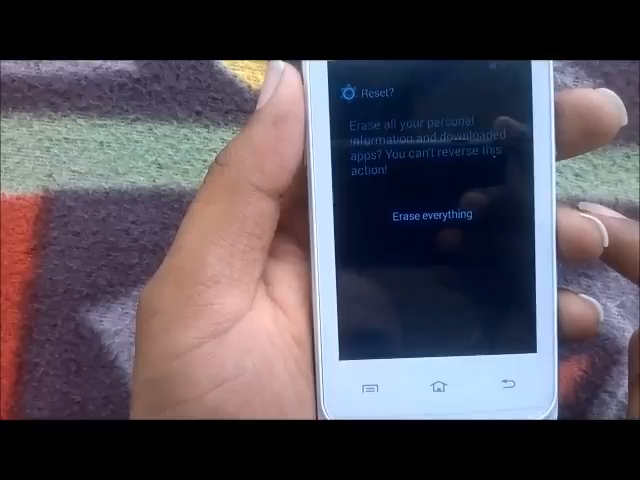 Reset?
Erase all your personal
information and downloaded
apps? You can't reverse this
action!
Erase everything